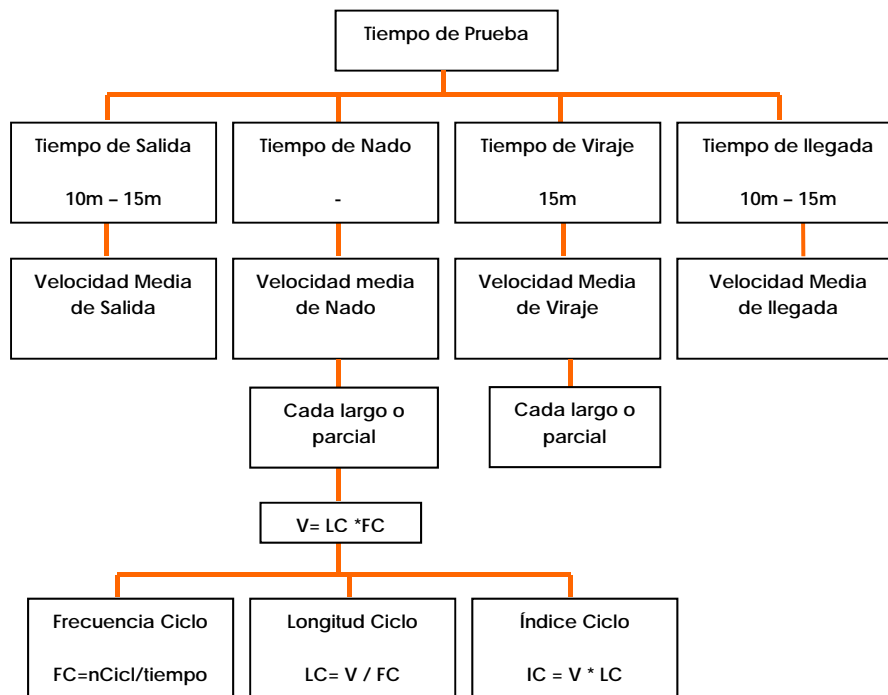 Tiempo de Prueba
Tiempo de Salida
10m – 15m
Tiempo de Nado
-
Tiempo de Viraje
15m
Tiempo de llegada
10m – 15m
Velocidad Media
de Salida
Velocidad media
de Nado
Velocidad Media
de Viraje
Velocidad Media
de llegada
Cada largo o
parcial
Cada largo o
parcial
V= LC *FC
Frecuencia Ciclo
FC=nCicl/tiempo
Longitud Ciclo
LC= V / FC
Índice Ciclo
IC = V * LC